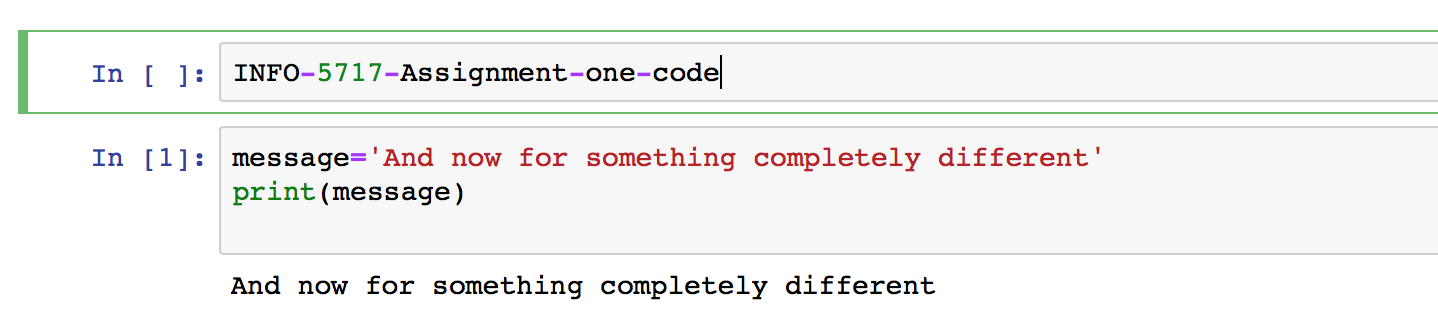 In [ ]: INFO-5717-Assignment-one-code
In [1]: message='And now for something completely different'
print(message)
And now for something completely different